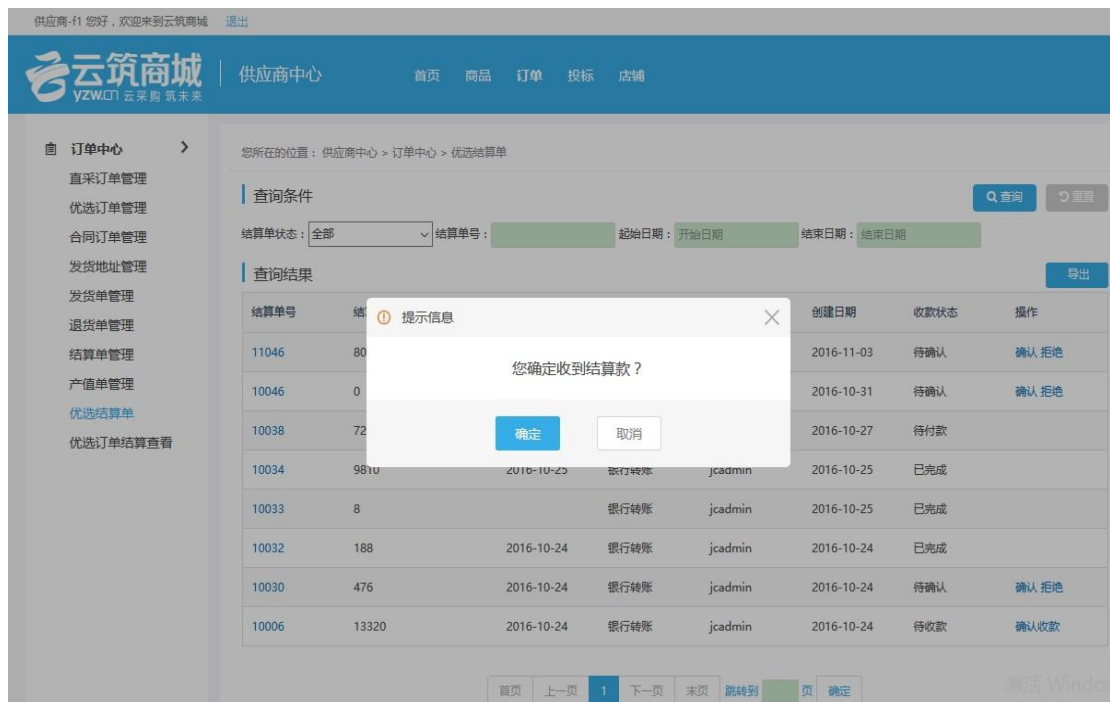 供应商-f1 您好，欢迎来到云筑商城 退出
云筑商城
yzw.cn 云采购 筑未来
供应商中心 首页 商品 订单 投标 店铺
订单中心
直采订单管理
优选订单管理
合同订单管理
发货地址管理
发货单管理
退货单管理
结算单管理
产值单管理
优选结算单
优选订单结算查看
您所在的位置： 供应商中心 > 订单中心 > 优选结算单
查询条件 查询 重置
结算单状态： 全部 结算单号： 起始日期： 开始日期 结束日期： 结束日期
查询结果 导出
结算单号 创建日期 收款状态 操作
11046 80 2016-11-03 待确认 确认 拒绝
10046 0 2016-10-31 待确认 确认 拒绝
10038 72 2016-10-27 待付款
10034 9810 2016-10-25 银行转账 jcadmin 2016-10-25 已完成
10033 8 银行转账 jcadmin 2016-10-25 已完成
10032 188 2016-10-24 银行转账 jcadmin 2016-10-24 已完成
10030 476 2016-10-24 银行转账 jcadmin 2016-10-24 待确认 确认 拒绝
10006 13320 2016-10-24 银行转账 jcadmin 2016-10-24 待收款 确认收款
提示信息
您确定收到结算款？
确定 取消
首页 上一页 1 下一页 末页 跳转到 页 确定
激活 Window